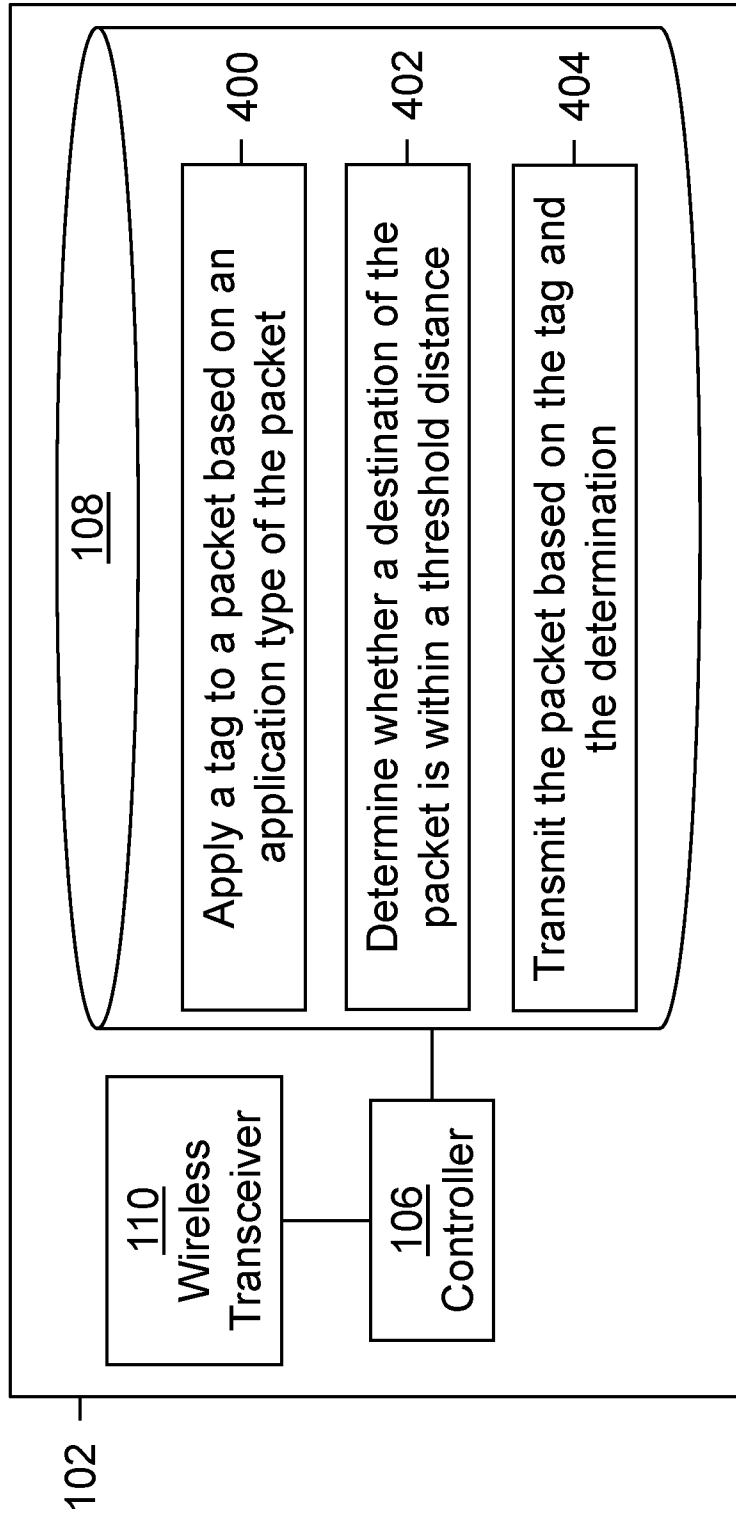 102
110
Wireless
Transceiver
106
Controller
108
Apply a tag to a packet based on an
application type of the packet
400
Determine whether a destination of the
packet is within a threshold distance
402
Transmit the packet based on the tag and
the determination
404